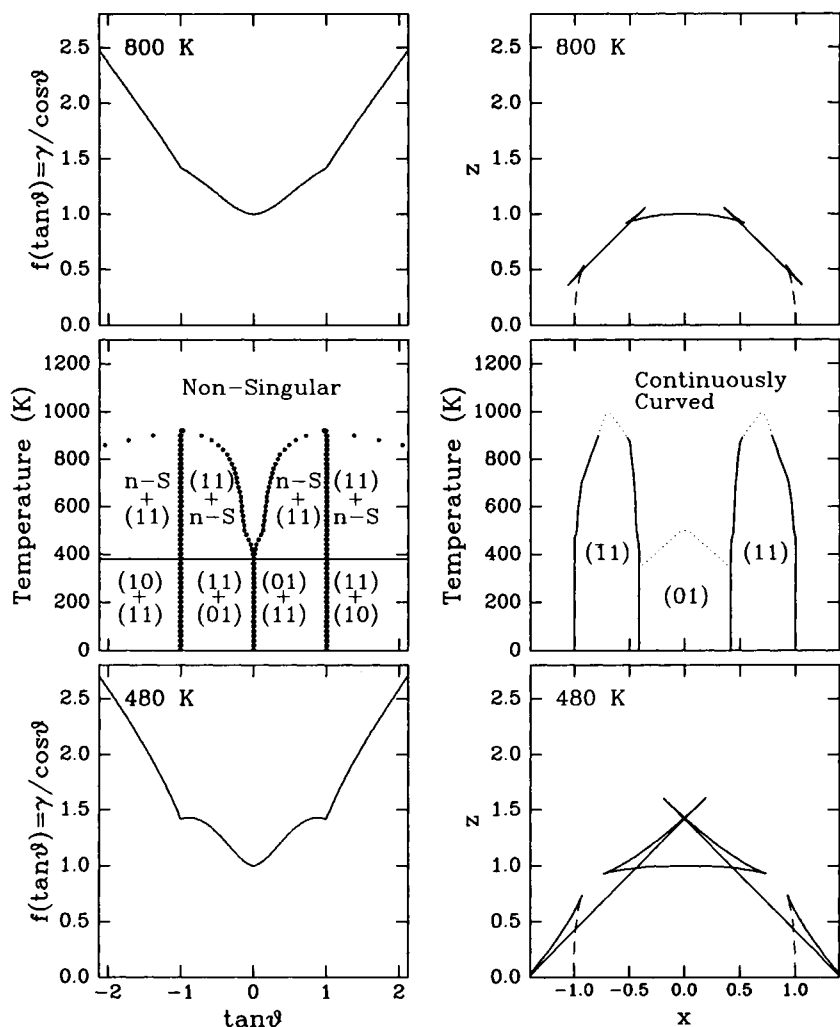 800 K
f(tanϑ)=γ/cosϑ
2.5
2.0
1.5
1.0
0.5
0.0
-2 -1 0 1 2
800 K
z
2.5
2.0
1.5
1.0
0.5
0.0
Non-Singular
Temperature (K)
1200
1000
800
600
400
200
0
n-S + (11)
(11) + n-S
n-S + (11)
(11) + n-S
(10) + (11)
(11) + (01)
(01) + (11)
(11) + (10)
Continuously
Curved
Temperature (K)
1200
1000
800
600
400
200
0
(11)
(01)
(11)
480 K
f(tanϑ)=γ/cosϑ
2.5
2.0
1.5
1.0
0.5
0.0
-2 -1 0 1 2
tanϑ
480 K
z
2.5
2.0
1.5
1.0
0.5
0.0
-1.0 -0.5 0.0 0.5 1.0
x